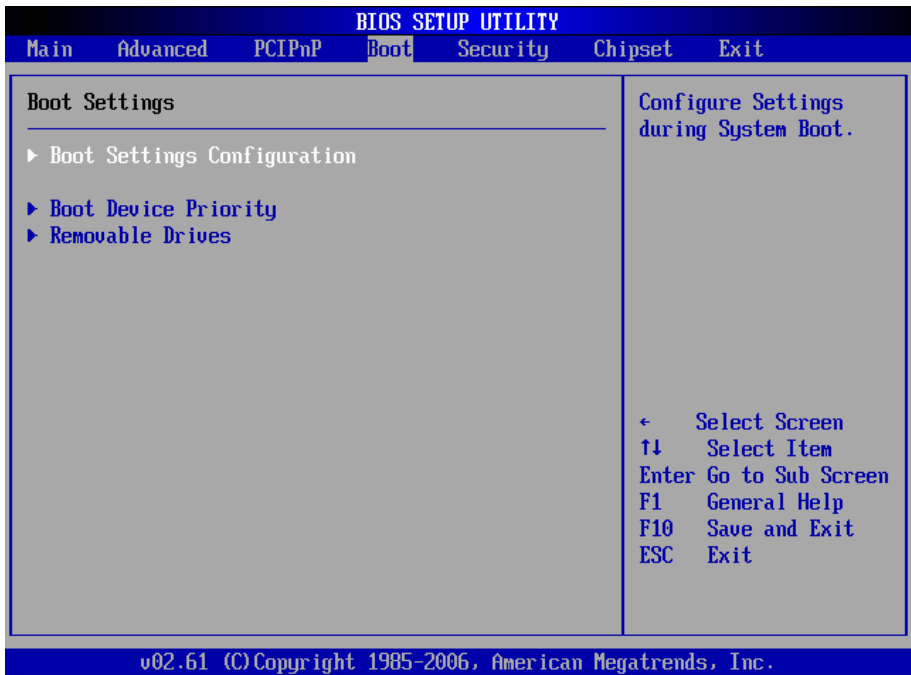 BIOS SETUP UTILITY
Main Advanced PCIPnP Boot Security Chipset Exit
Boot Settings
▶ Boot Settings Configuration
▶ Boot Device Priority
▶ Removable Drives
Configure Settings
during System Boot.
← Select Screen
↑↓ Select Item
Enter Go to Sub Screen
F1 General Help
F10 Save and Exit
ESC Exit
v02.61 (C)Copyright 1985-2006, American Megatrends, Inc.